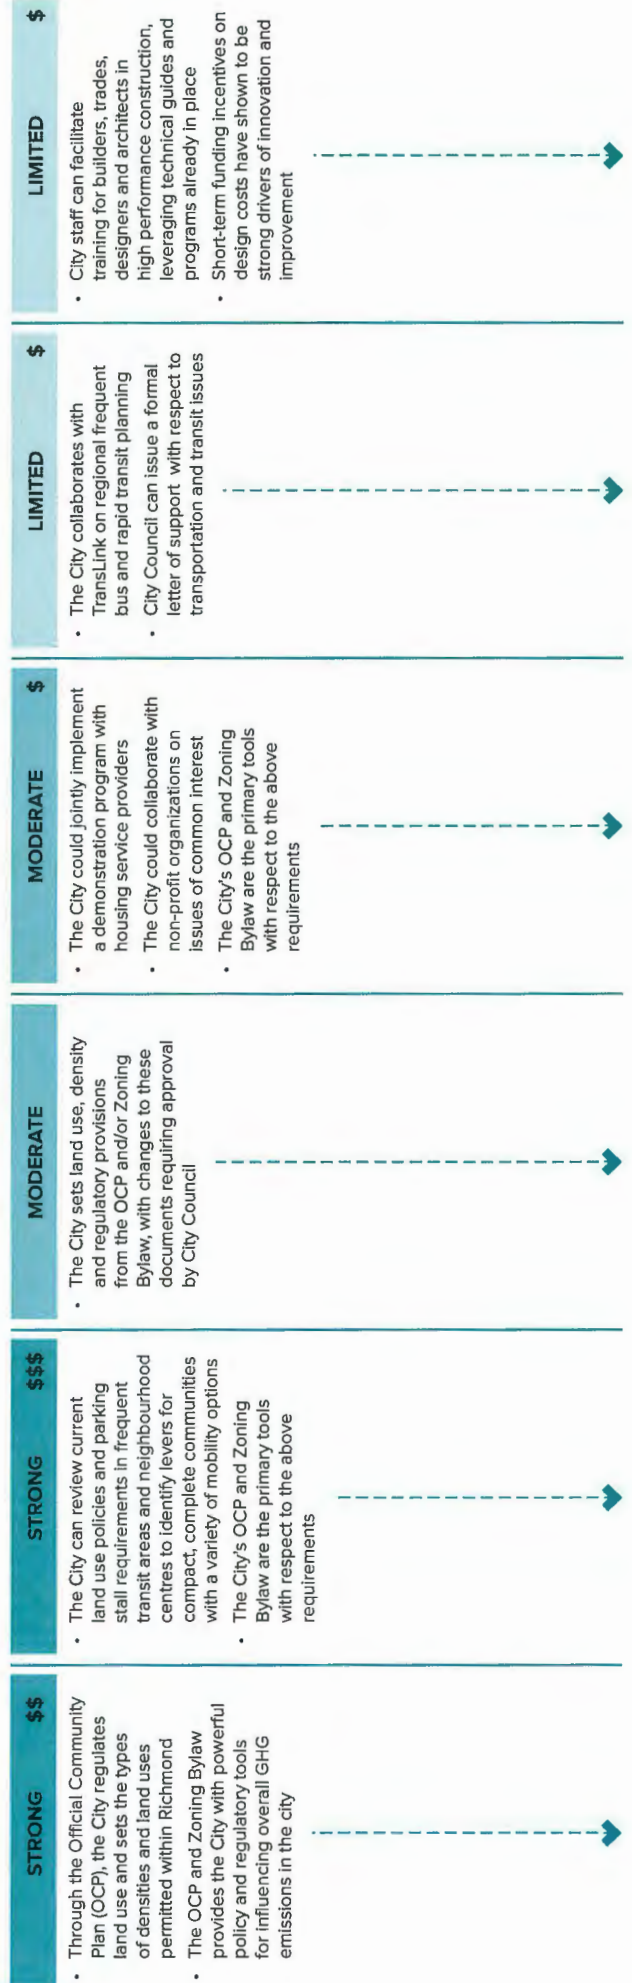 STRONG $$
• Through the Official Community
Plan (OCP), the City regulates
land use and sets the types
of densities and land uses
permitted within Richmond
• The OCP and Zoning Bylaw
provides the City with powerful
policy and regulatory tools
for influencing overall GHG
emissions in the city
STRONG $$$
• The City can review current
land use policies and parking
stall requirements in frequent
transit areas and neighbourhood
centres to identify levers for
compact, complete communities
with a variety of mobility options
• The City's OCP and Zoning
Bylaw are the primary tools
with respect to the above
requirements
MODERATE
• The City sets land use, density
and regulatory provisions
from the OCP and/or Zoning
Bylaw, with changes to these
documents requiring approval
by City Council
MODERATE $
• The City could jointly implement
a demonstration program with
housing service providers
• The City could collaborate with
non-profit organizations on
issues of common interest
• The City's OCP and Zoning
Bylaw are the primary tools
with respect to the above
requirements
LIMITED $
• The City collaborates with
TransLink on regional frequent
bus and rapid transit planning
• City Council can issue a formal
letter of support with respect to
transportation and transit issues
LIMITED $
• City staff can facilitate
training for builders, trades,
designers and architects in
high performance construction,
leveraging technical guides and
programs already in place
• Short-term funding incentives on
design costs have shown to be
strong drivers of innovation and
improvement